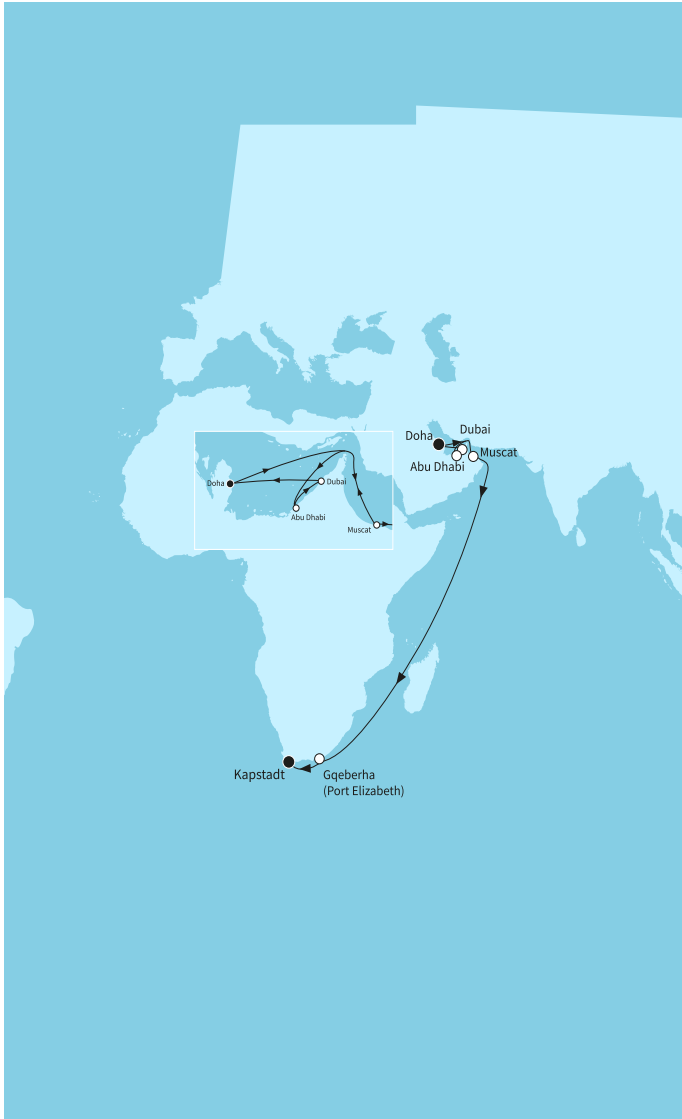 Dubai
Doha
Muscat
Abu Dhabi
Doha
Dubai
Abu Dhabi
Muscat
Kapstadt
Gqeberha
(Port Elizabeth)